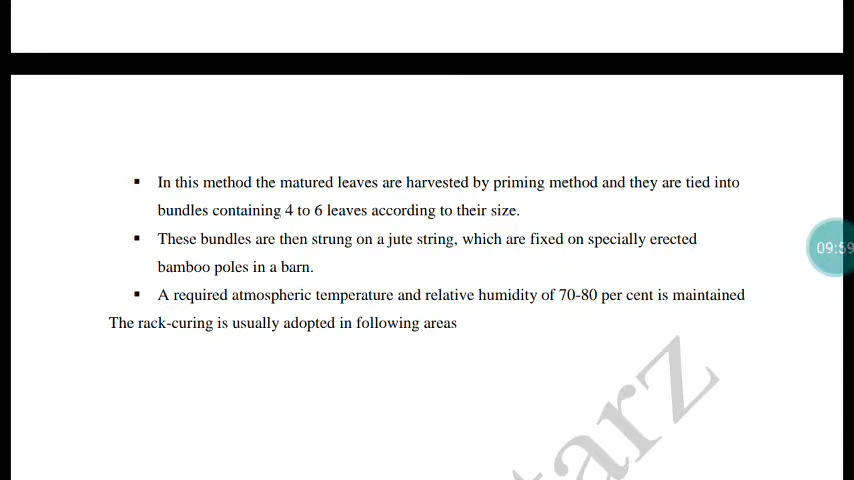 In this method the matured leaves are harvested by priming method and they are tied into
bundles containing 4 to 6 leaves according to their size.
These bundles are then strung on a jute string, which are fixed on specially erected
bamboo poles in a barn.
A required atmospheric temperature and relative humidity of 70-80 per cent is maintained
The rack-curing is usually adopted in following areas
09:59
tarz